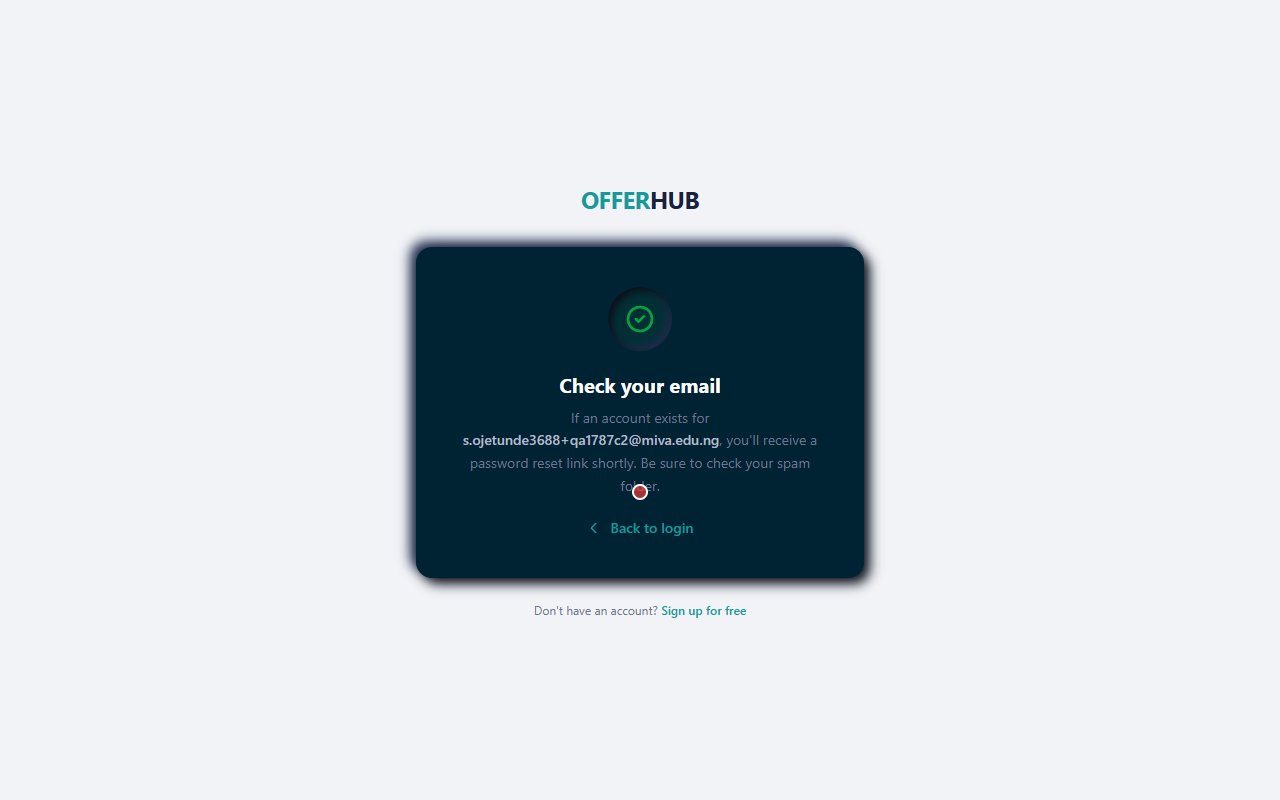 OFFERHUB
Check your email
If an account exists for
s.ojetunde3688+qa1787c2@miva.edu.ng, you'll receive a
password reset link shortly. Be sure to check your spam
folder.
Back to login
Don't have an account? Sign up for free